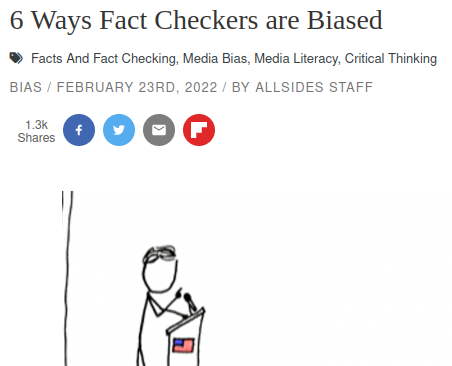 6 Ways Fact Checkers are Biased
Facts And Fact Checking, Media Bias, Media Literacy, Critical Thinking
BIAS / FEBRUARY 23RD, 2022 / BY ALLSIDES STAFF
1.3k
Shares